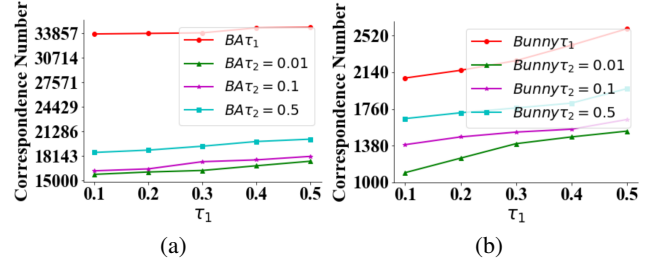 Correspondence Number
33857
30714
27571
24429
21286
18143
15000
BAτ₁
BAτ₂ = 0.01
BAτ₂ = 0.1
BAτ₂ = 0.5
0.1 0.2 0.3 0.4 0.5
τ₁
(a)
Correspondence Number
2520
2140
1760
1380
1000
Bunnyτ₁
Bunnyτ₂ = 0.01
Bunnyτ₂ = 0.1
Bunnyτ₂ = 0.5
0.1 0.2 0.3 0.4 0.5
τ₁
(b)